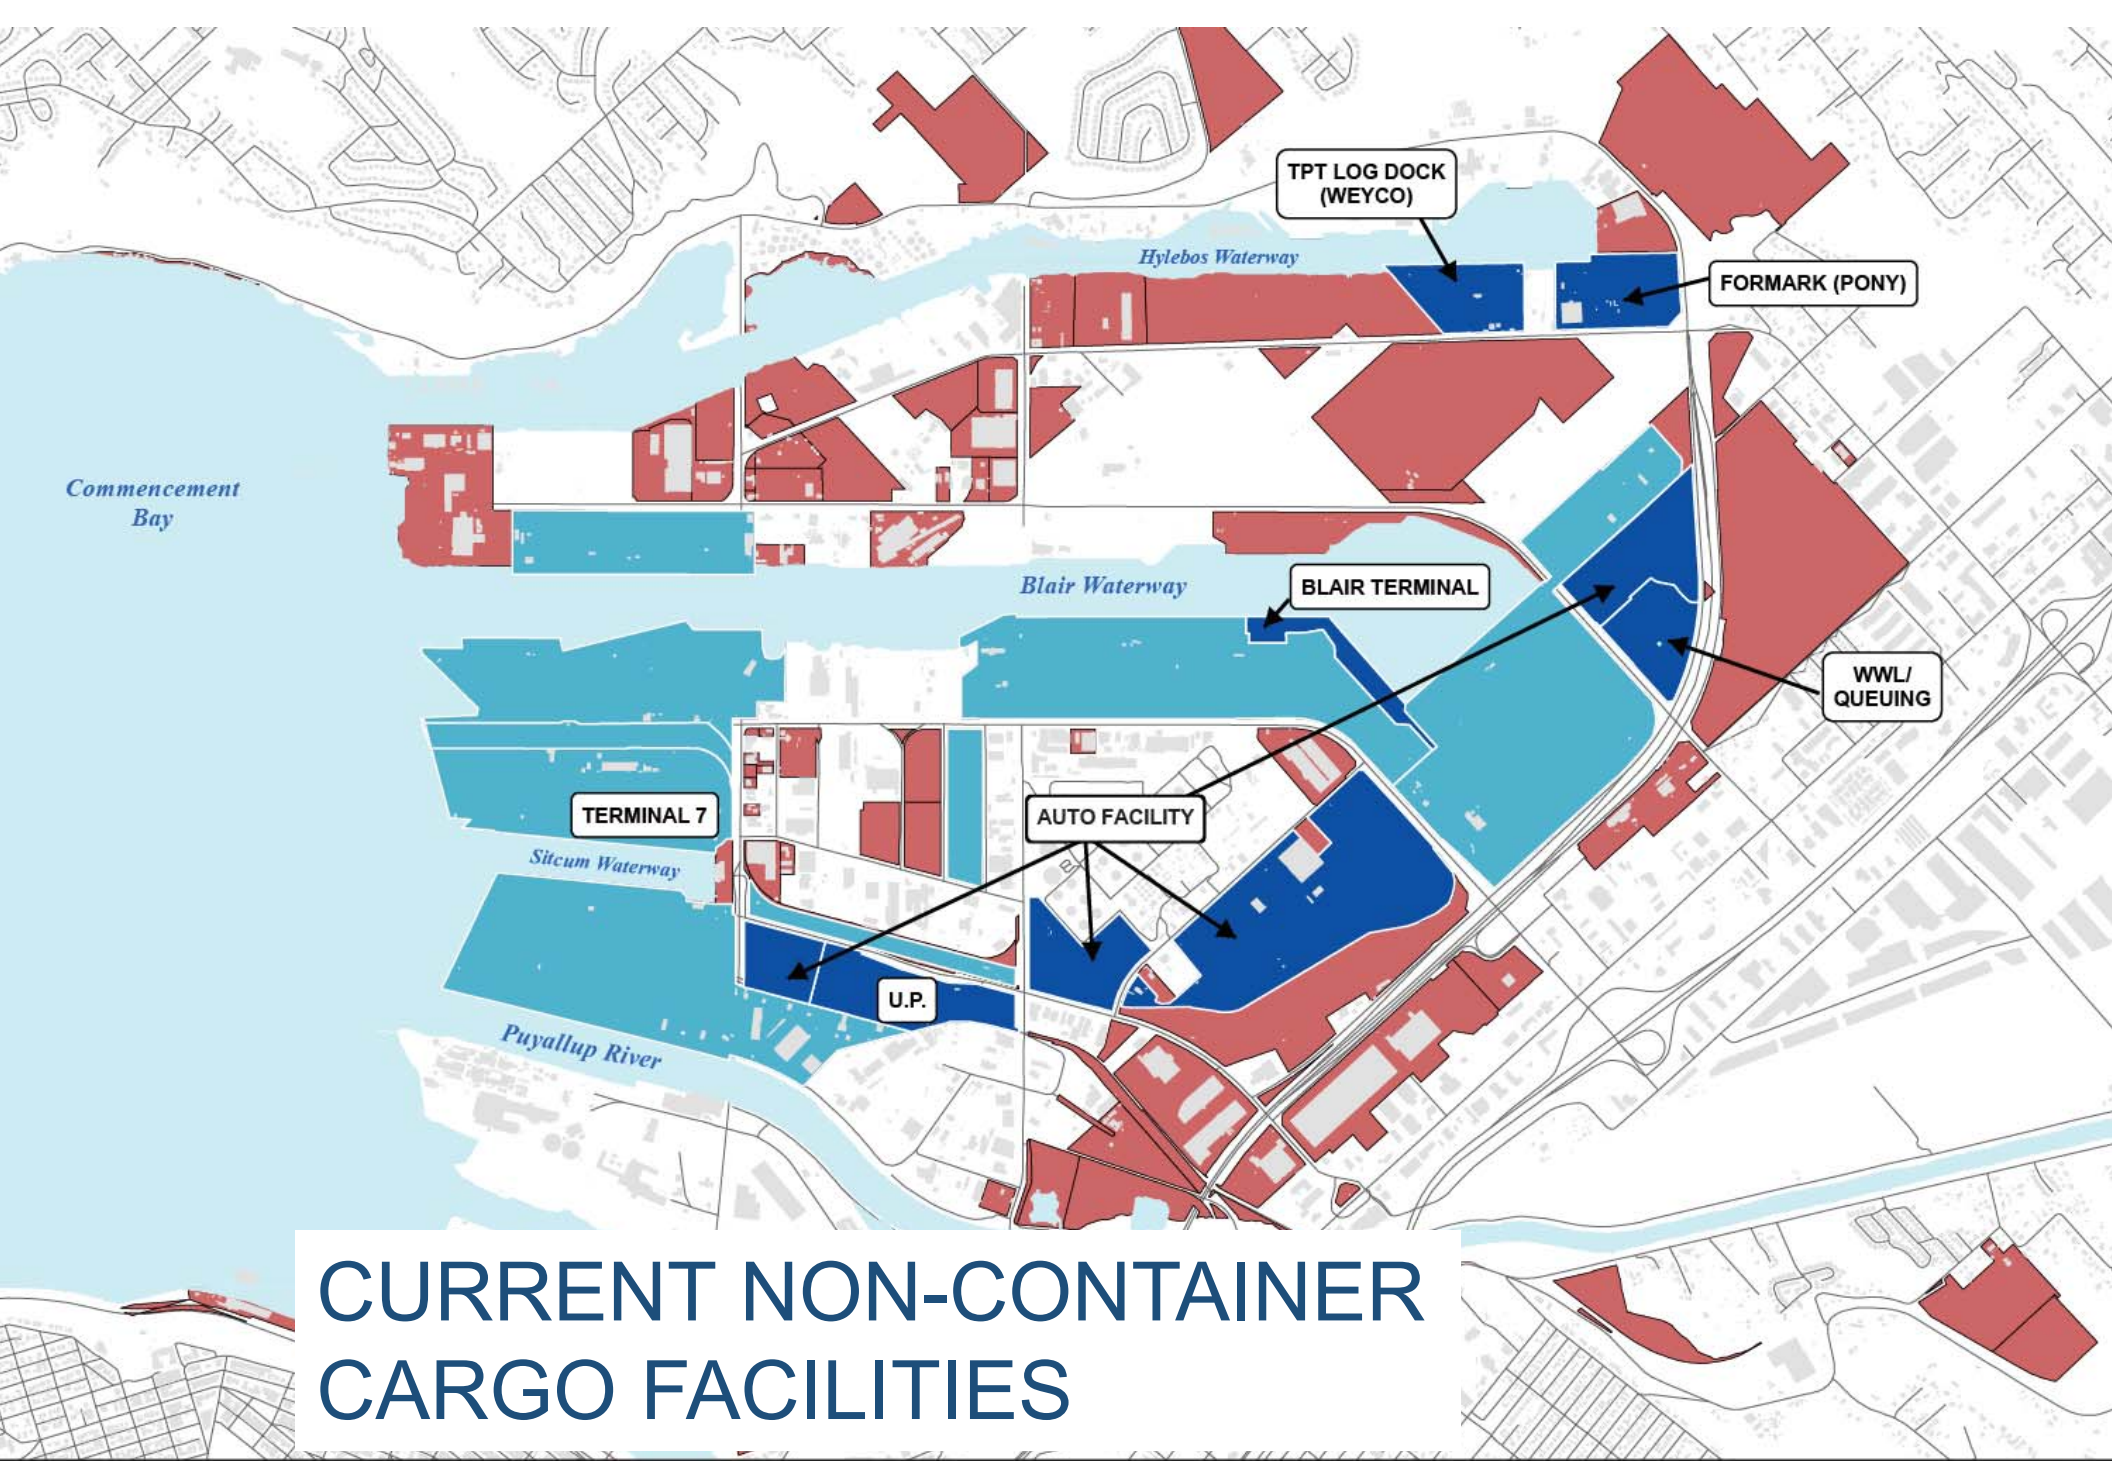 TPT LOG DOCK
(WEYCO)
Hylebos Waterway
FORMARK (PONY)
Commencement
Bay
Blair Waterway
BLAIR TERMINAL
WWL/
QUEUING
TERMINAL 7
AUTO FACILITY
Sitcum Waterway
U.P.
Puyallup River
CURRENT NON-CONTAINER
CARGO FACILITIES